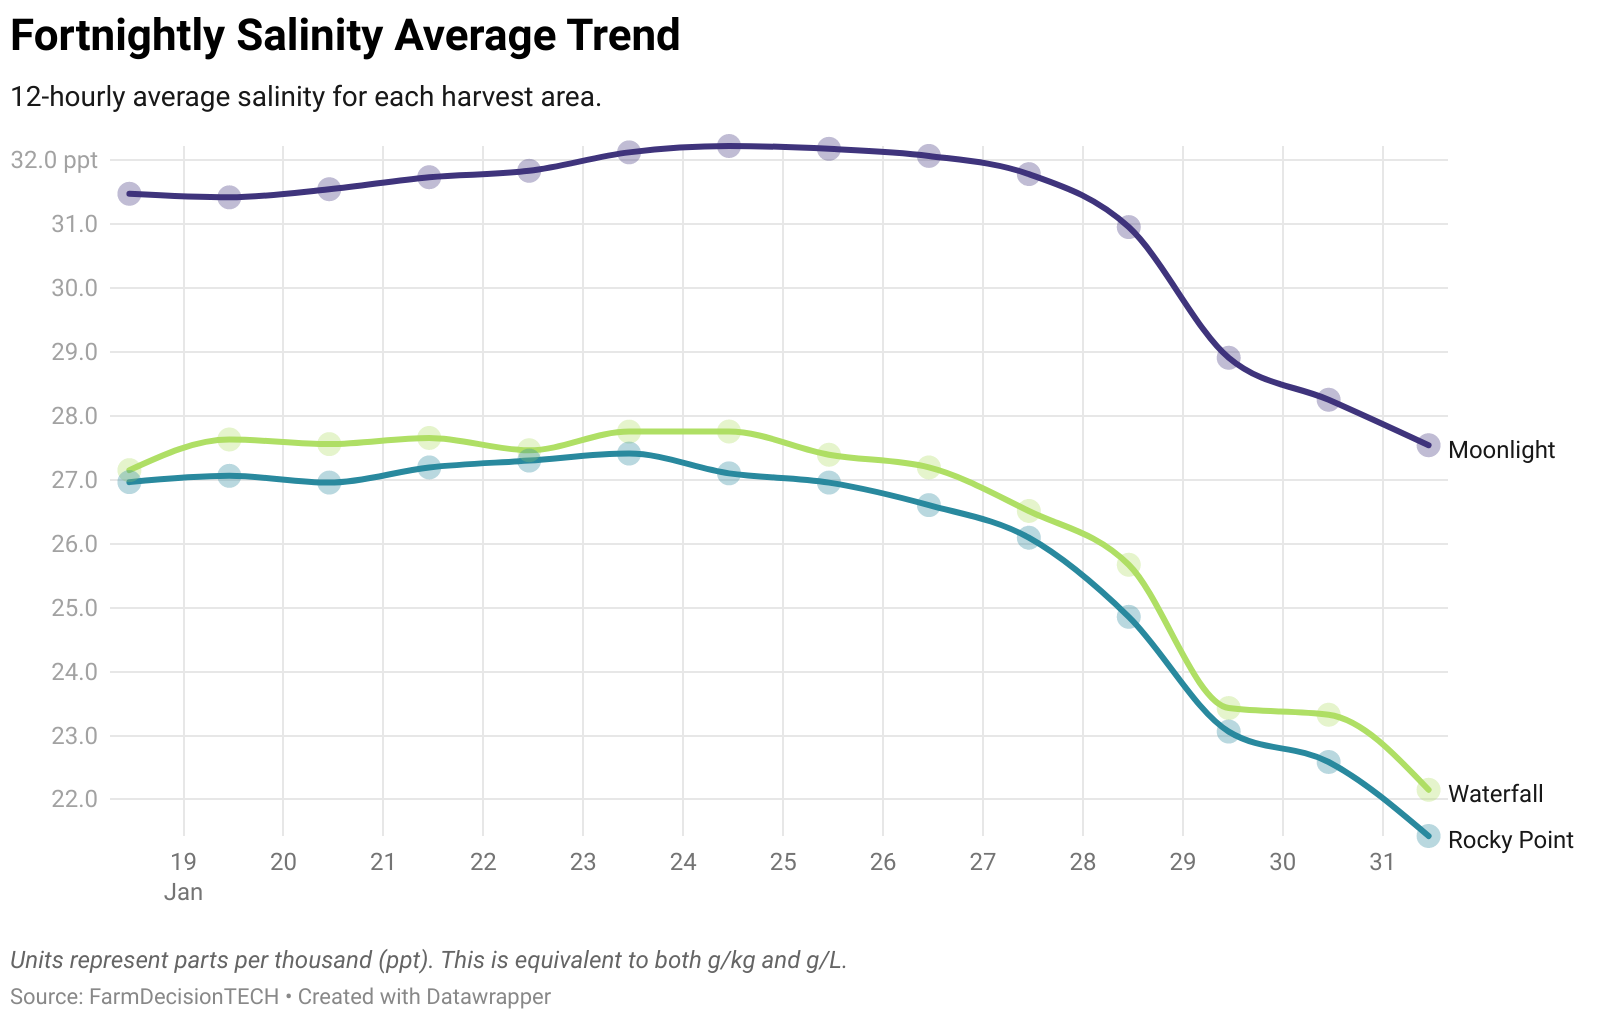 Fortnightly Salinity Average Trend
12-hourly average salinity for each harvest area.
32.0 ppt
31.0
30.0
29.0
28.0
27.0
26.0
25.0
24.0
23.0
22.0
Moonlight
Waterfall
Rocky Point
19 20 21 22 23 24 25 26 27 28 29 30 31
Jan
Units represent parts per thousand (ppt). This is equivalent to both g/kg and g/L.
Source: FarmDecisionTECH • Created with Datawrapper